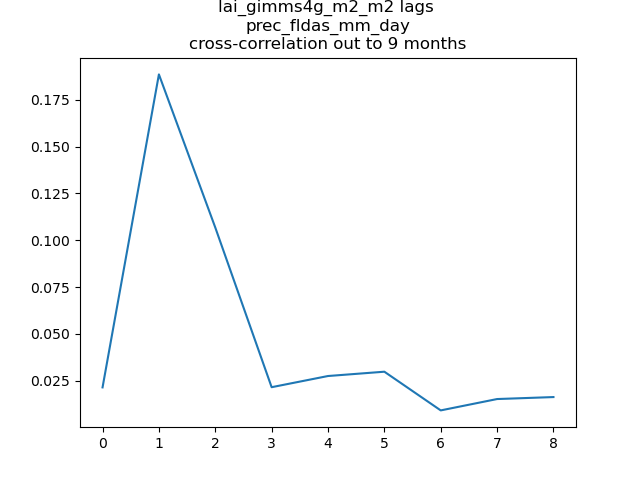 lai_gimms4g_m2_m2 lags
prec_fldas_mm_day
cross-correlation out to 9 months
0.175
0.150
0.125
0.100
0.075
0.050
0.025
0 1 2 3 4 5 6 7 8